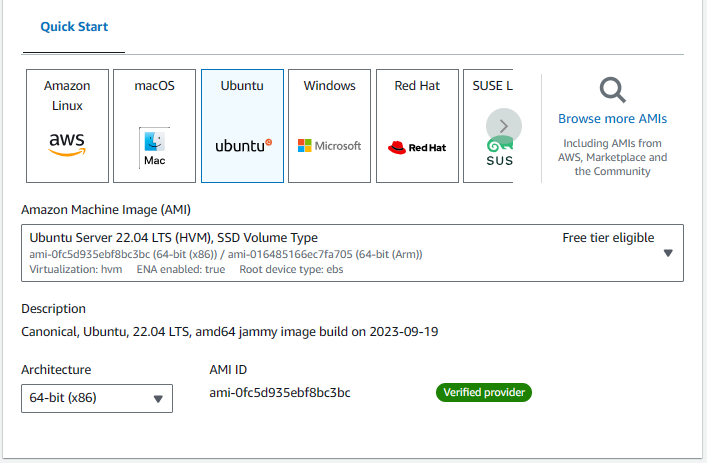 Quick Start
Amazon Linux
aws
macOS
Mac
Ubuntu
ubuntu
Windows
Microsoft
Red Hat
Red Hat
SUSE L
SUS
Browse more AMIs
Including AMIs from
AWS, Marketplace and
the Community
Amazon Machine Image (AMI)
Ubuntu Server 22.04 LTS (HVM), SSD Volume Type
Free tier eligible
ami-0fc5d935ebf8bc3bc (64-bit (x86)) / ami-016485166ec7fa705 (64-bit (Arm))
Virtualization: hvm ENA enabled: true Root device type: ebs
Description
Canonical, Ubuntu, 22.04 LTS, amd64 jammy image build on 2023-09-19
Architecture
AMI ID
64-bit (x86)
ami-0fc5d935ebf8bc3bc
Verified provider